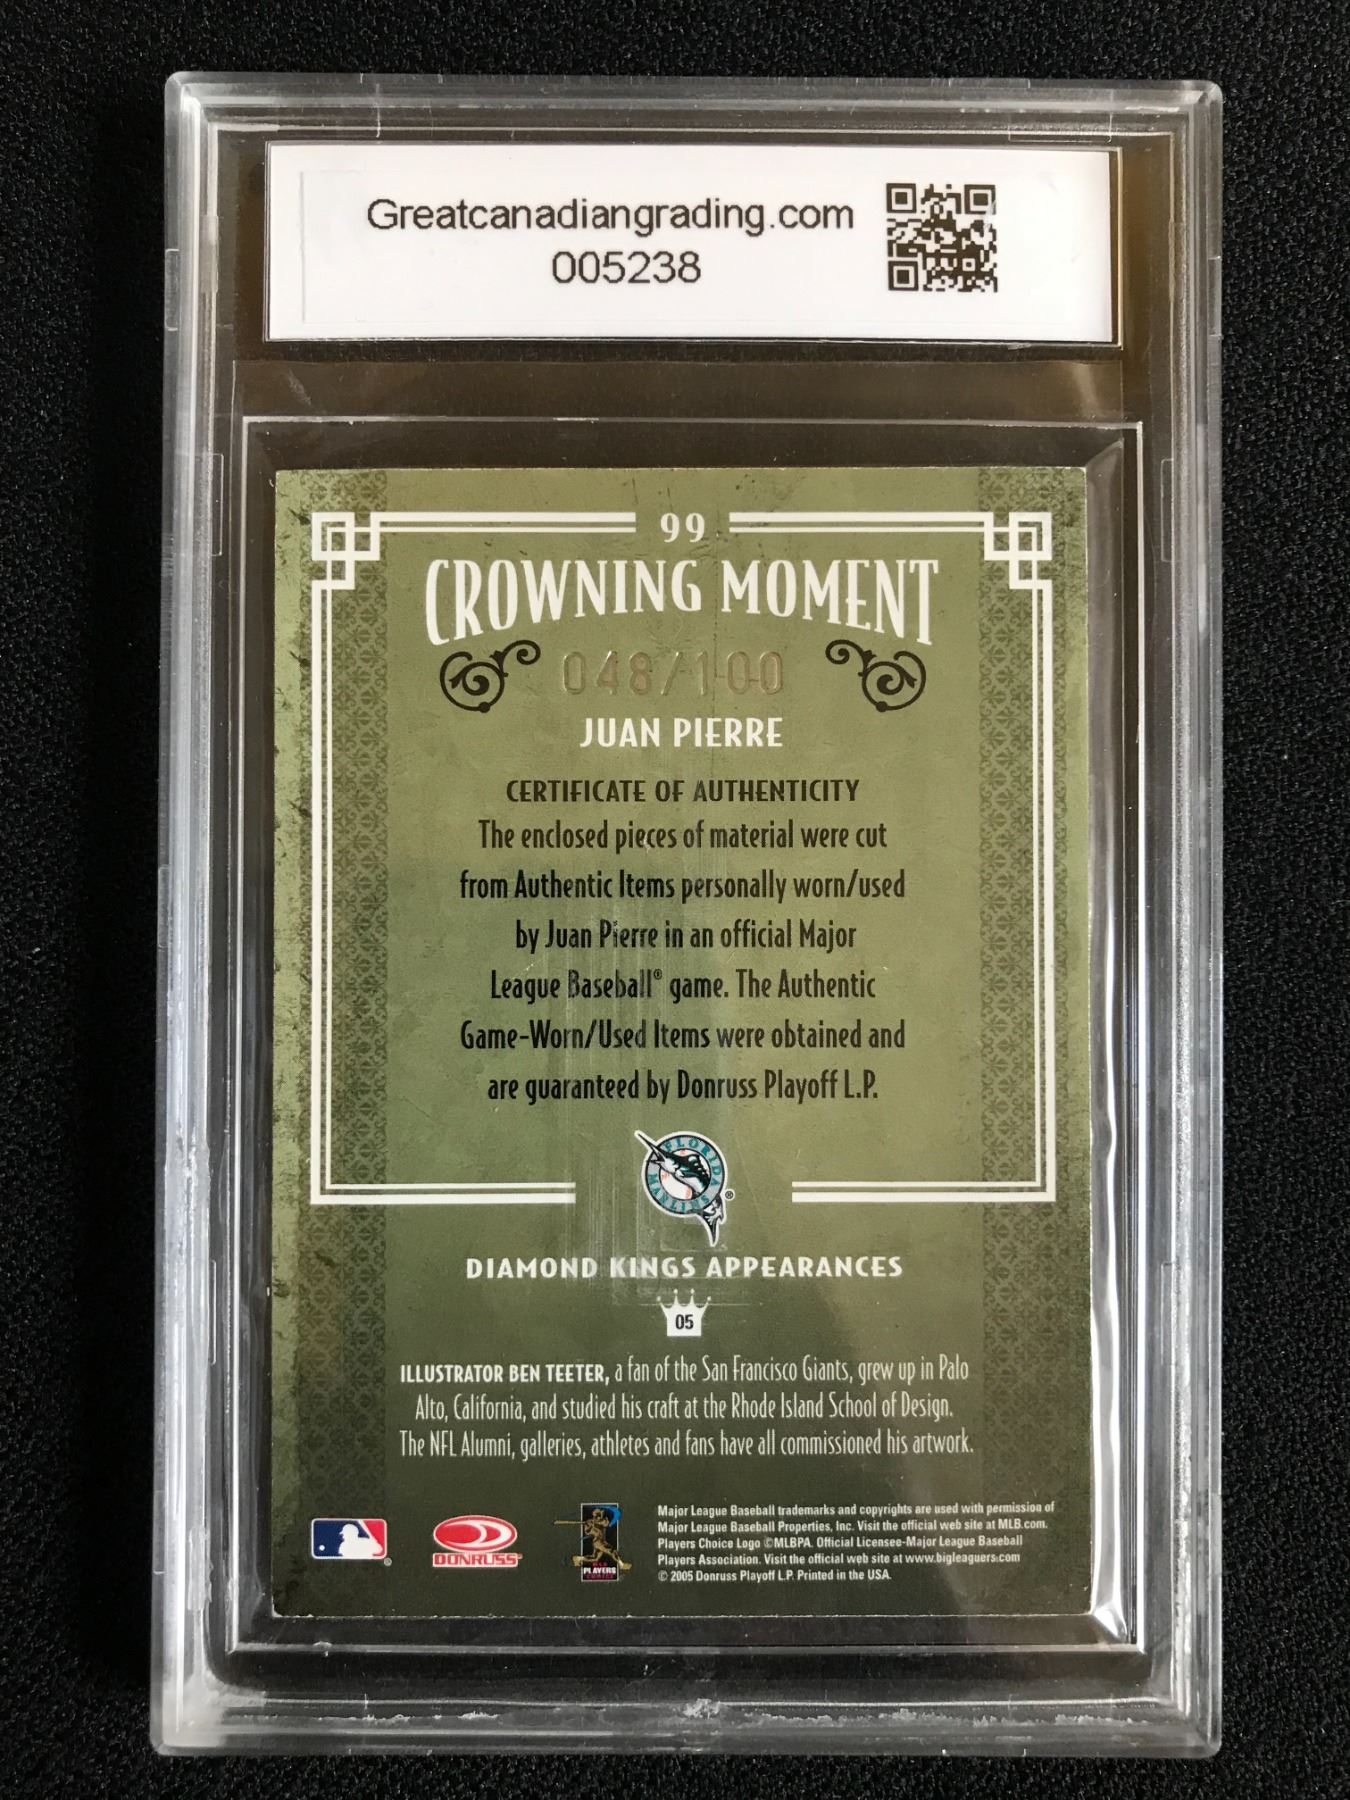 Greatcanadiangrading.com
005238
99
CROWNING MOMENT
048/100
JUAN PIERRE
CERTIFICATE OF AUTHENTICITY
The enclosed pieces of material were cut
from Authentic Items personally worn/used
by Juan Pierre in an official Major
League Baseball® game. The Authentic
Game-Worn/Used Items were obtained and
are guaranteed by Donruss Playoff L.P.
FLORIDA MARLINS ®
DIAMOND KINGS APPEARANCES
05
ILLUSTRATOR BEN TEETER, a fan of the San Francisco Giants, grew up in Palo
Alto, California, and studied his craft at the Rhode Island School of Design.
The NFL Alumni, galleries, athletes and fans have all commissioned his artwork.
Major League Baseball trademarks and copyrights are used with permission of
Major League Baseball Properties, Inc. Visit the official web site at MLB.com.
Players Choice Logo ©MLBPA. Official Licensee-Major League Baseball
Players Association. Visit the official web site at www.bigleaguers.com
© 2005 Donruss Playoff L.P. Printed in the USA.
®
DONRUSS
PLAYERS
CHOICE